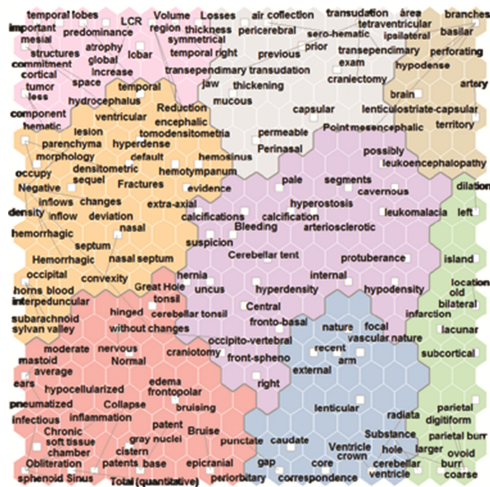 temporal lobes LCR Volume Losses air collection transudation área branches
important predominance region thickness pericerebral tetraventricular basilar
mesial symmetrical sero-hematic ipsilateral
structures atrophy lobar prior transependimary perforating
commitment global transependimary transudation previous exam hypodense
cortical Increase jaw thickening craniectomy
tumor space temporal temporal right brain artery
less hydrocephalus mucous
component ventricular Reduction capsular lenticulostriate-capsular
hematic encephalic territory
lesion tomodensitometria permeable Point mesencephalic
parenchyma hyperdense Perinasal possibly
morphology default hemosinus leukoencephalopathy
occupy densitometric hemotympanum
Negative sequel Fractures evidence pale segments dilation
cavernous
inflows changes extra-axial hyperostosis
density inflow deviation calcifications calcification leukomalacia left
hemorrhagic nasal Bleeding arteriosclerotic
septum suspicion
Hemorrhagic nasal septum Cerebellar tent protuberance island
occipital convexity hernia internal
horns blood Great Hole uncus hyperdensity hypodensity location
interpeduncular tonsil old
hinged cerebellar tonsil Central infarction bilateral
subarachnoid fronto-basal
sylvan valley without changes nature focal lacunar
occipito-vertebral vascular nature
moderate nervous craniotomy recent
mastoid Normal front-spheno arm subcortical
average external
ears edema right
hypocellularized frontopolar
pneumatized Collapse bruising lenticular parietal
infectious inflammation radiata digitiform
Chronic patent
soft tissue gray nuclei Bruise punctate caudate Substance parietal burr
chamber cistern Ventricle hole larger ovoid
Obliteration patents base epicranial gap core crown cerebellar burr
sphenoid Sinus Total (quantitative) periorbitary correspondence ventricle coarse